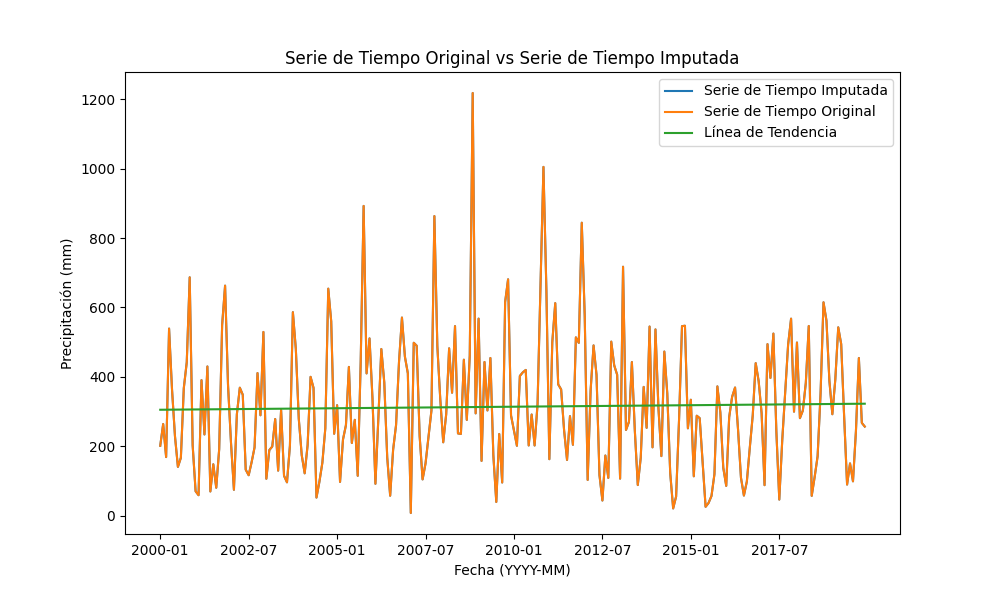 Serie de Tiempo Original vs Serie de Tiempo Imputada
Serie de Tiempo Imputada
Serie de Tiempo Original
Línea de Tendencia
Precipitación (mm)
1200
1000
800
600
400
200
0
2000-01 2002-07 2005-01 2007-07 2010-01 2012-07 2015-01 2017-07
Fecha (YYYY-MM)